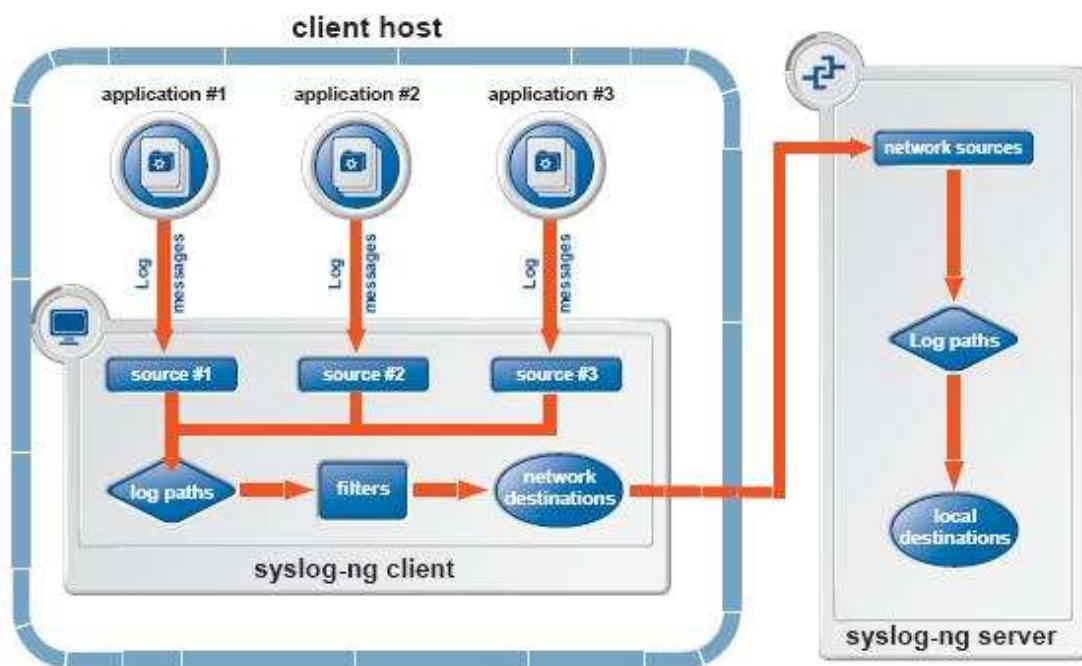 client host
application #1
application #2
application #3
Log
messages
Log
messages
Log
messages
source #1
source #2
source #3
log paths
filters
network
destinations
syslog-ng client
network sources
Log paths
local
destinations
syslog-ng server